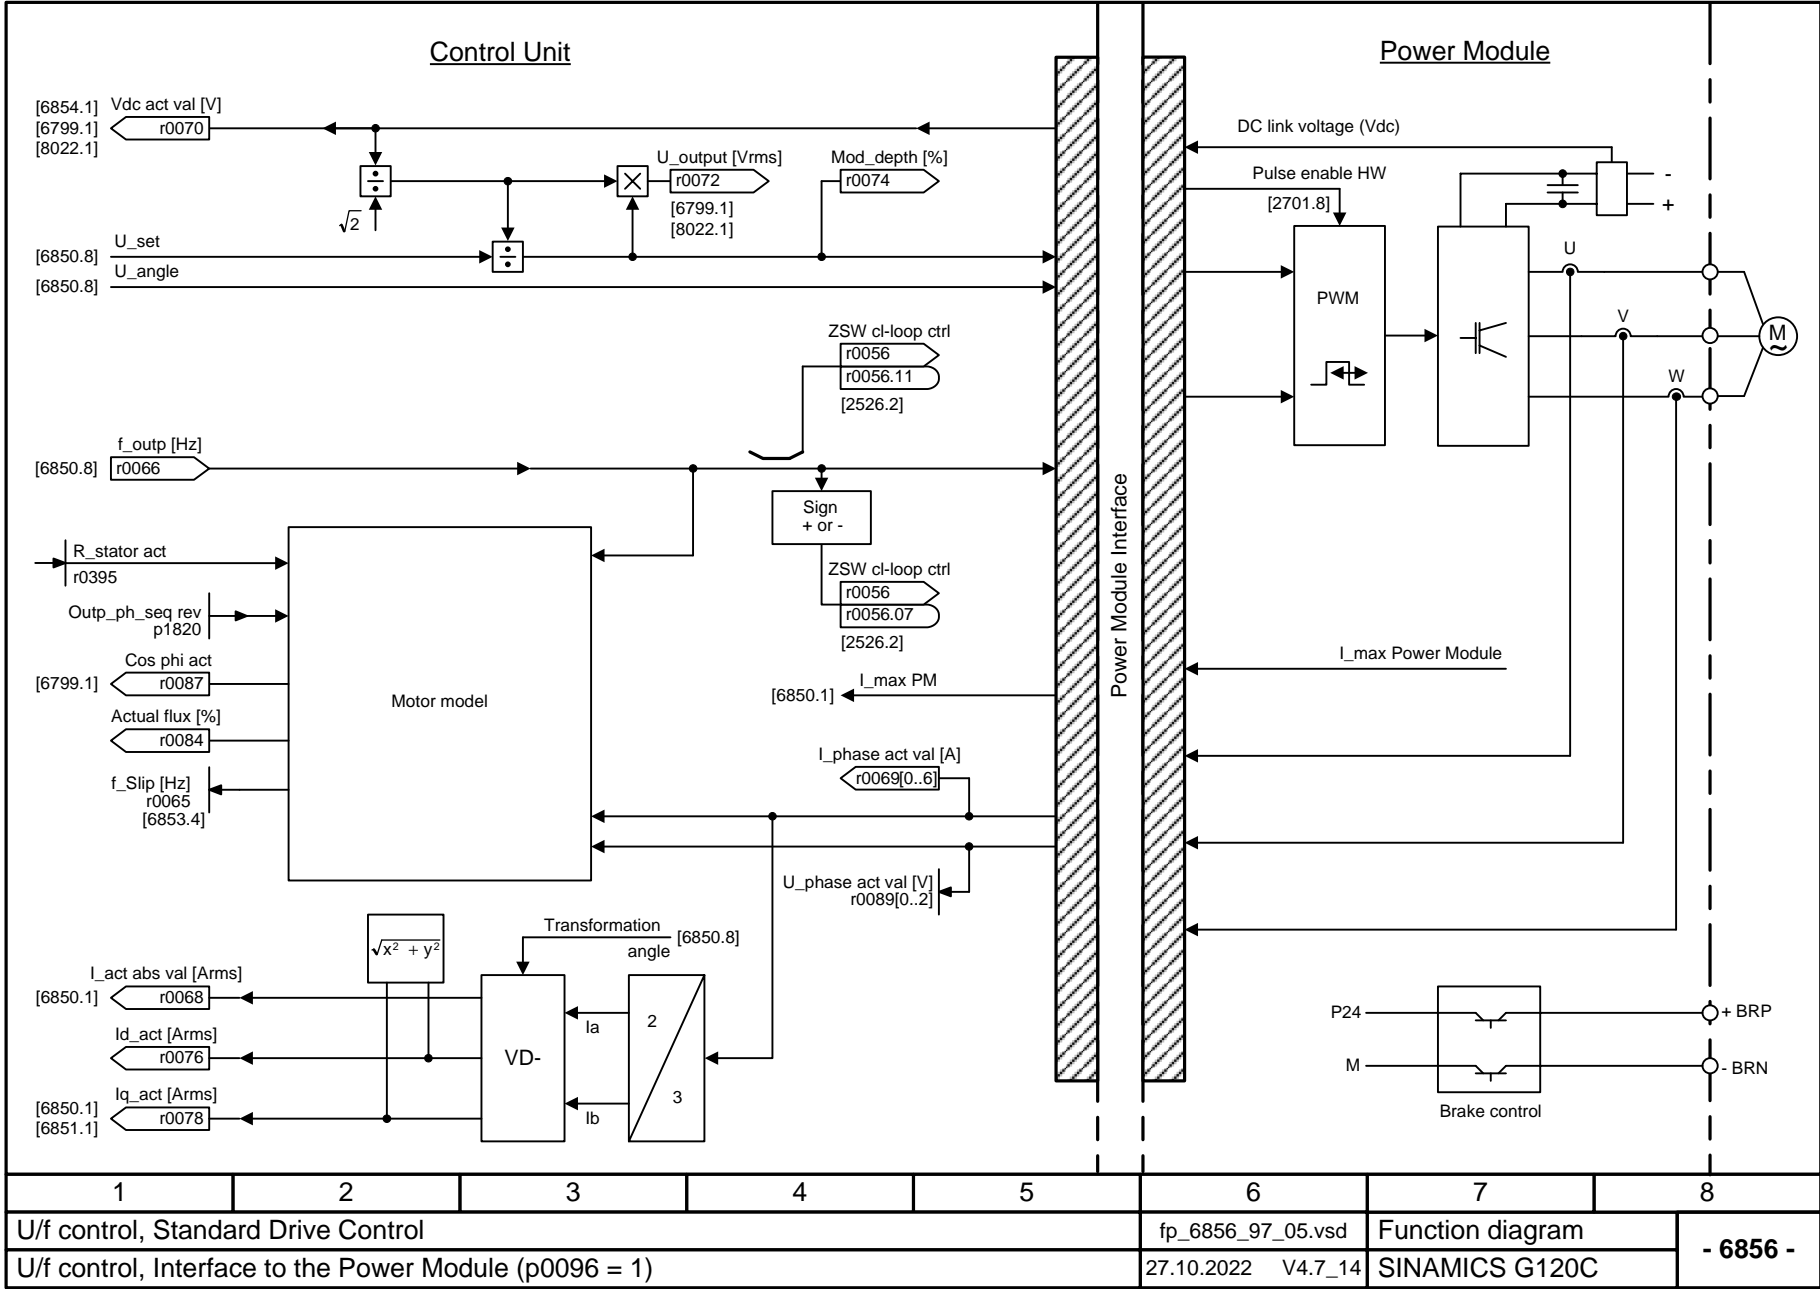 Control Unit
Power Module
[6854.1]
[6799.1]
[8022.1]
Vdc act val [V]
r0070
÷
√2
U_output [Vrms]
r0072
[6799.1]
[8022.1]
Mod_depth [%]
r0074
U_set
[6850.8]
÷
U_angle
[6850.8]
ZSW cl-loop ctrl
r0056
r0056.11
[2526.2]
f_outp [Hz]
[6850.8]
r0066
Sign
+ or -
ZSW cl-loop ctrl
r0056
r0056.07
[2526.2]
R_stator act
r0395
Outp_ph_seq rev
p1820
Cos phi act
[6799.1]
r0087
Actual flux [%]
r0084
f_Slip [Hz]
r0065
[6853.4]
Motor model
I_max PM
[6850.1]
I_phase act val [A]
r0069[0..6]
U_phase act val [V]
r0089[0..2]
√x² + y²
Transformation
angle
[6850.8]
I_act abs val [Arms]
[6850.1]
r0068
Id_act [Arms]
r0076
Iq_act [Arms]
[6850.1]
[6851.1]
r0078
VD-
Ia
Ib
2
3
Power Module Interface
DC link voltage (Vdc)
Pulse enable HW
[2701.8]
-
+
PWM
U
V
W
M
~
I_max Power Module
P24
M
+ BRP
- BRN
Brake control
1
2
3
4
5
6
7
8
U/f control, Standard Drive Control
fp_6856_97_05.vsd
Function diagram
- 6856 -
U/f control, Interface to the Power Module (p0096 = 1)
27.10.2022 V4.7_14
SINAMICS G120C